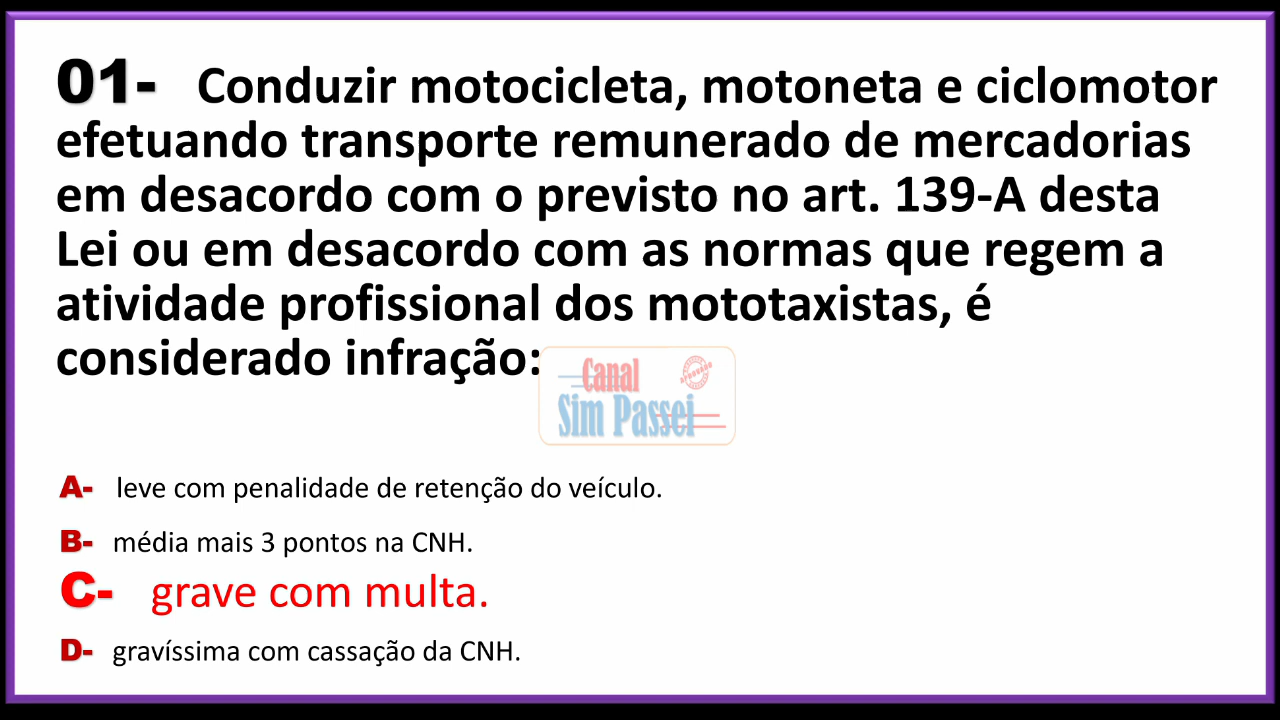 01- Conduzir motocicleta, motoneta e ciclomotor
efetuando transporte remunerado de mercadorias
em desacordo com o previsto no art. 139-A desta
Lei ou em desacordo com as normas que regem a
atividade profissional dos mototaxistas, é
considerado infração:
Canal
APROVADO
Sim Passei
A- leve com penalidade de retenção do veículo.
B- média mais 3 pontos na CNH.
C- grave com multa.
D- gravíssima com cassação da CNH.